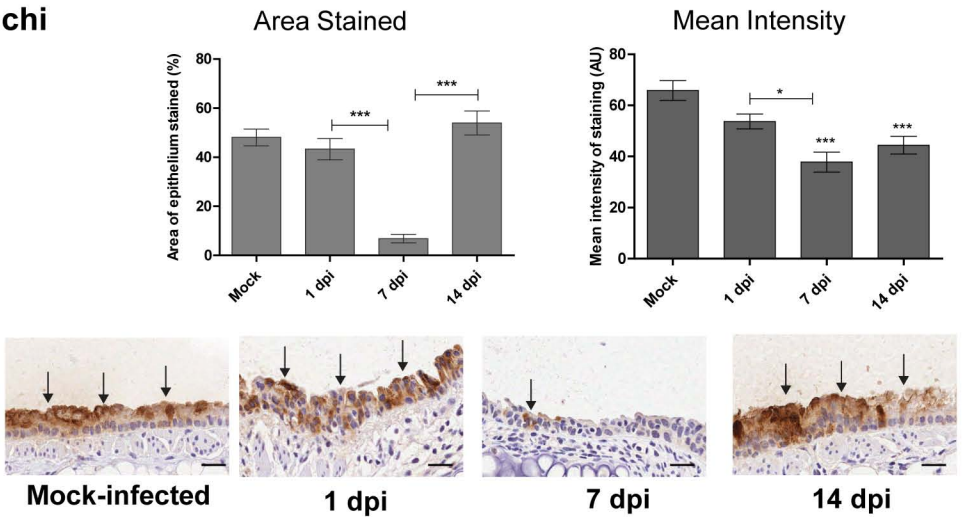 chi
Area Stained
Area of epithelium stained (%)
80
60
40
20
0
***
***
Mock
1 dpi
7 dpi
14 dpi
Mean Intensity
Mean intensity of staining (AU)
80
60
40
20
0
*
***
***
Mock
1 dpi
7 dpi
14 dpi
Mock-infected
1 dpi
7 dpi
14 dpi